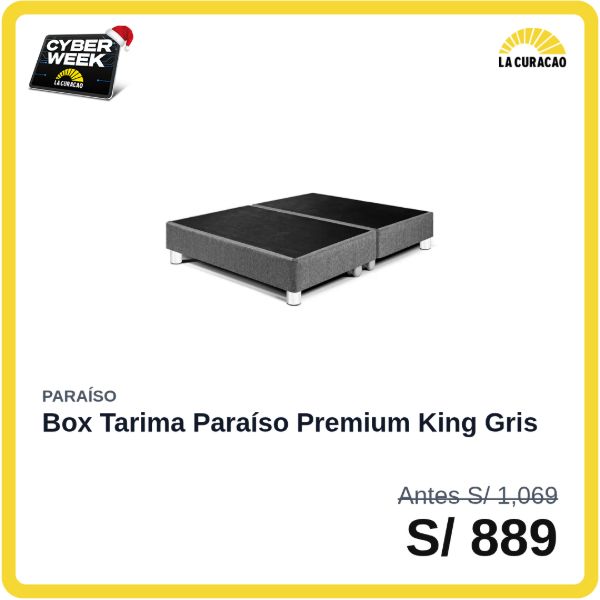 CYBER
WEEK
LA CURACAO
LA CURACAO
PARAÍSO
Box Tarima Paraíso Premium King Gris
Antes S/ 1,069
S/ 889